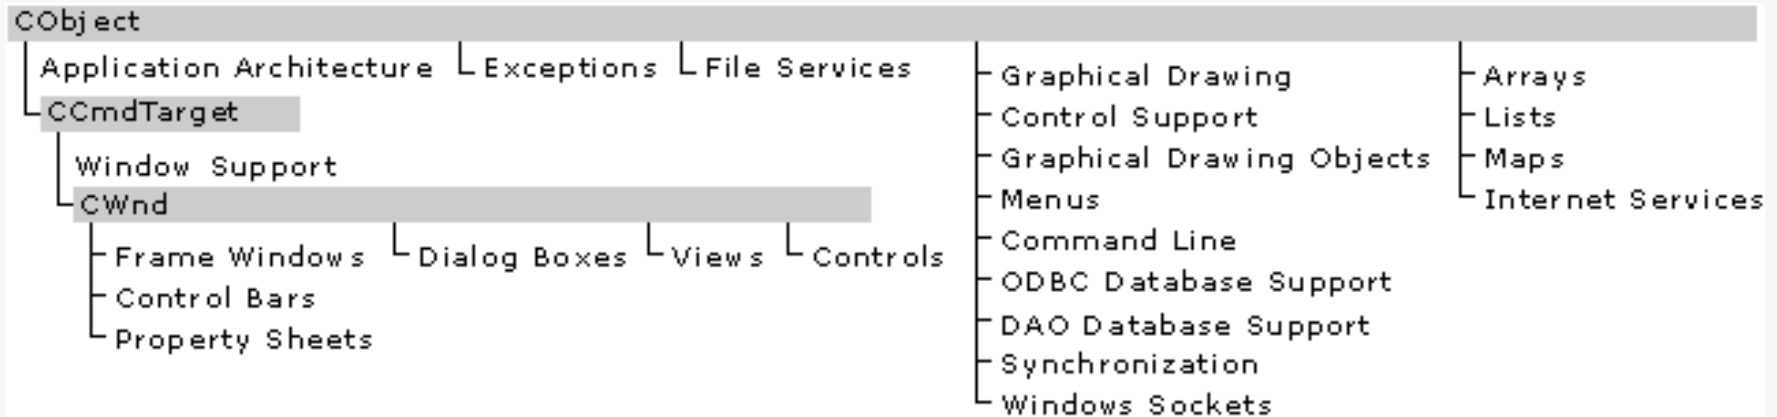 CObject
Application Architecture
Exceptions
File Services
CCmdTarget
Window Support
CWnd
Frame Windows
Control Bars
Property Sheets
Dialog Boxes
Views
Controls
Graphical Drawing
Control Support
Graphical Drawing Objects
Menus
Command Line
ODBC Database Support
DAO Database Support
Synchronization
Windows Sockets
Arrays
Lists
Maps
Internet Services